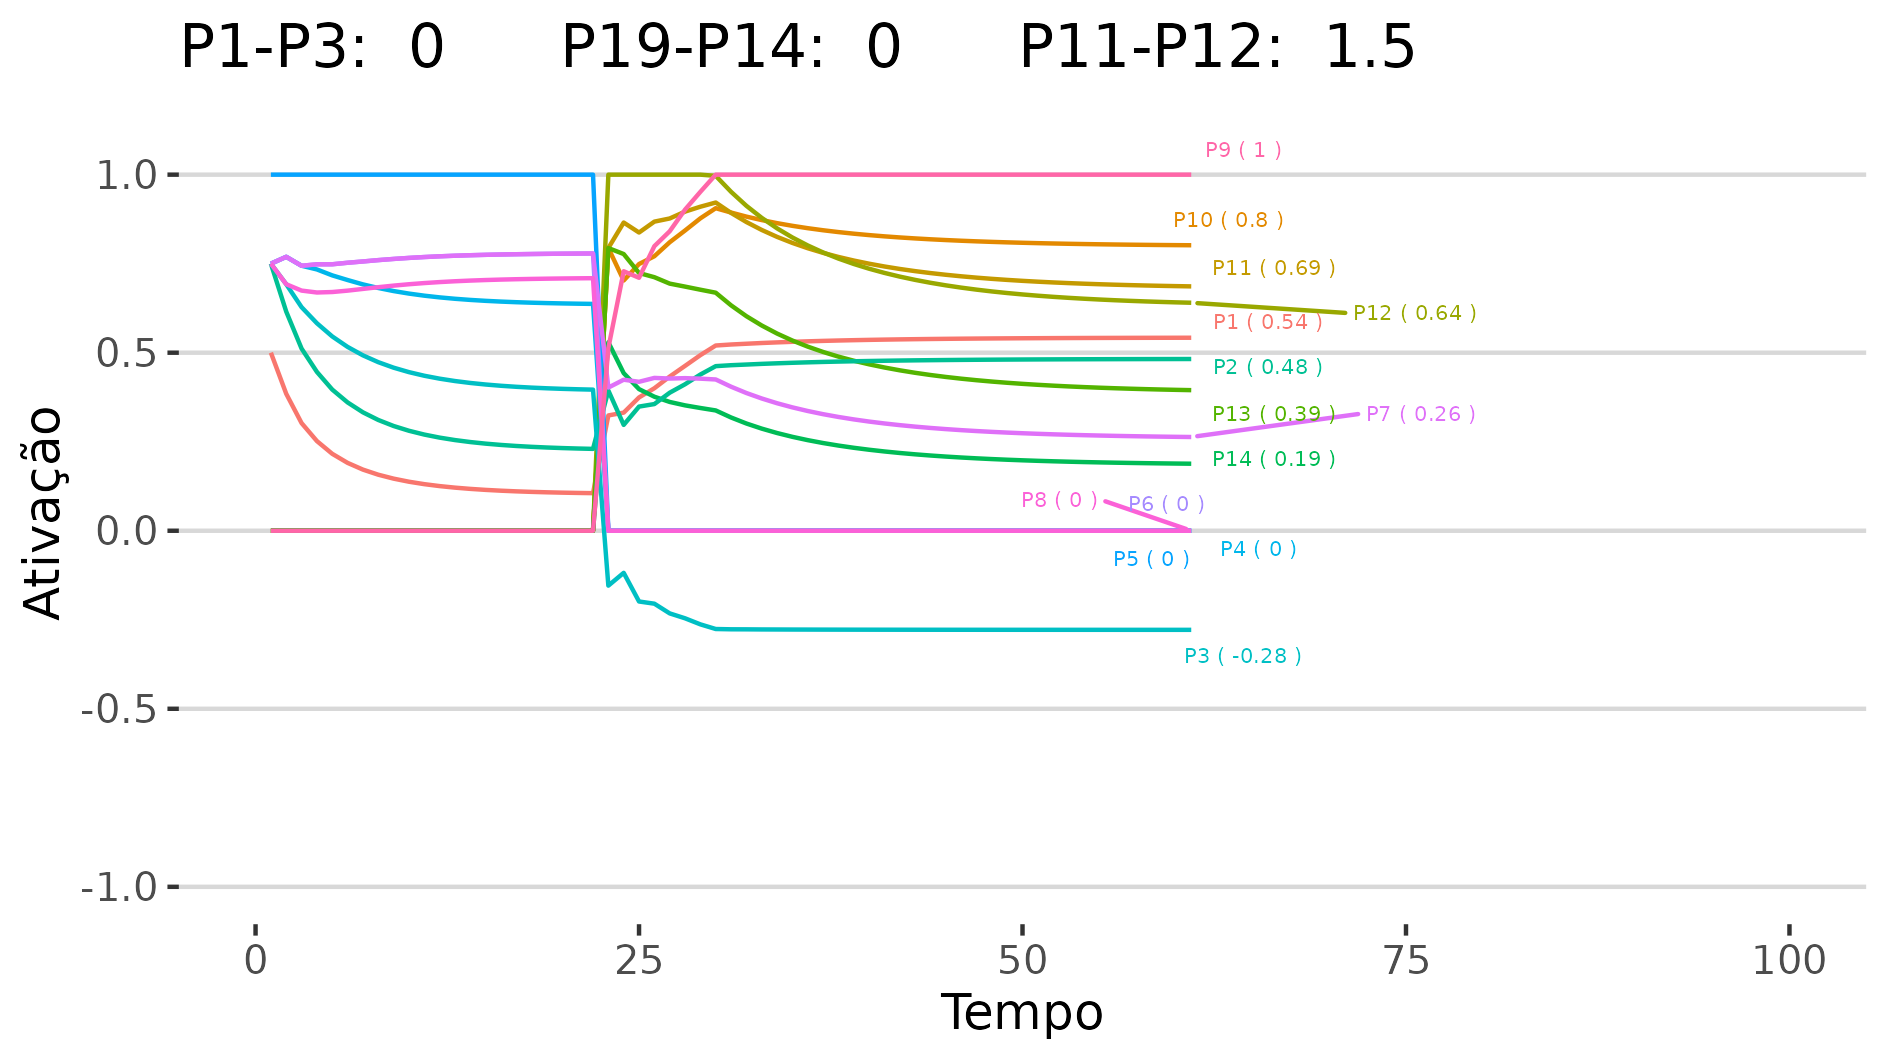 P1-P3: 0 P19-P14: 0 P11-P12: 1.5
Ativação
1.0
0.5
0.0
-0.5
-1.0
P9 ( 1 )
P10 ( 0.8 )
P11 ( 0.69 )
P12 ( 0.64 )
P1 ( 0.54 )
P2 ( 0.48 )
P13 ( 0.39 )
P7 ( 0.26 )
P14 ( 0.19 )
P8 ( 0 )
P6 ( 0 )
P4 ( 0 )
P5 ( 0 )
P3 ( -0.28 )
0 25 50 75 100
Tempo